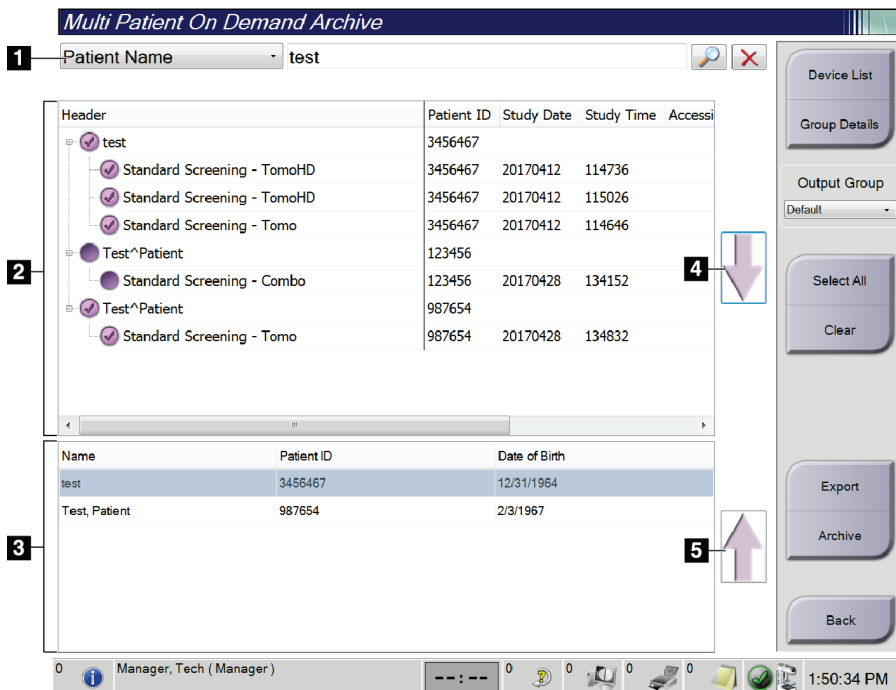 Multi Patient On Demand Archive
1 Patient Name test
Device List
Group Details
Output Group
Default
Select All
Clear
Export
Archive
Back
2
Header Patient ID Study Date Study Time Accessi
test 3456467
Standard Screening - TomoHD 3456467 20170412 114736
Standard Screening - TomoHD 3456467 20170412 115026
Standard Screening - Tomo 3456467 20170412 114646
Test^Patient 123456
Standard Screening - Combo 123456 20170428 134152
Test^Patient 987654
Standard Screening - Tomo 987654 20170428 134832
4
3
Name Patient ID Date of Birth
test 3456467 12/31/1964
Test, Patient 987654 2/3/1967
5
0 Manager, Tech ( Manager ) --:-- 0 0 0 0 1:50:34 PM